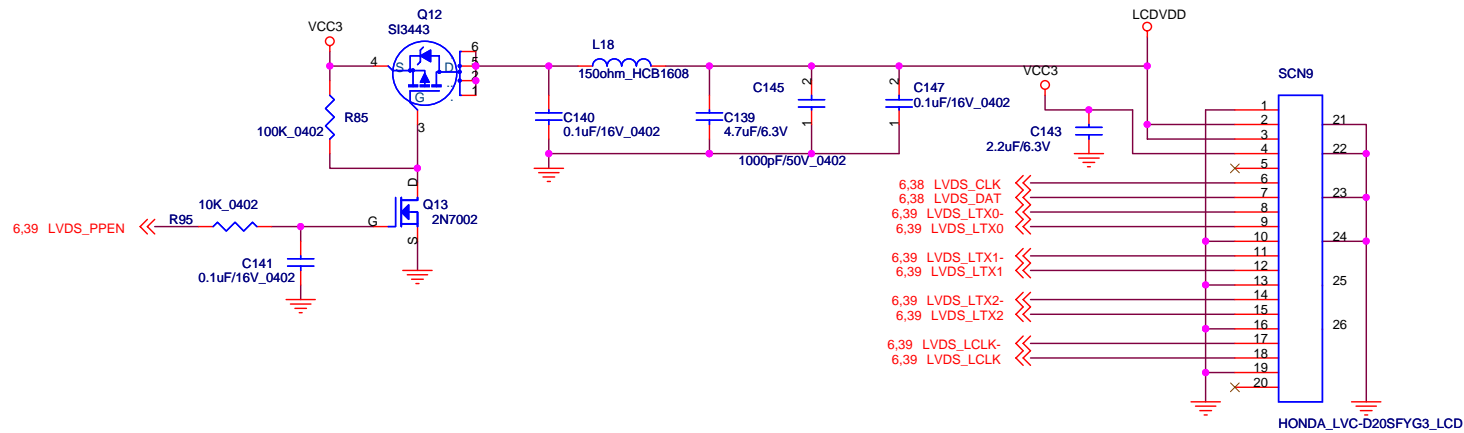 Q12
SI3443
VCC3
4
S
D
G
6
5
2
1
3
L18
150ohm_HCB1608
LCDVDD
VCC3
SCN9
R85
100K_0402
C140
0.1uF/16V_0402
C139
4.7uF/6.3V
C145
2
1
1000pF/50V_0402
C147
0.1uF/16V_0402
2
1
C143
2.2uF/6.3V
D
G
S
Q13
2N7002
10K_0402
R95
6,39 LVDS_PPEN
C141
0.1uF/16V_0402
6,38 LVDS_CLK
6,38 LVDS_DAT
6,39 LVDS_LTX0-
6,39 LVDS_LTX0
6,39 LVDS_LTX1-
6,39 LVDS_LTX1
6,39 LVDS_LTX2-
6,39 LVDS_LTX2
6,39 LVDS_LCLK-
6,39 LVDS_LCLK
1
2
3
4
5
6
7
8
9
10
11
12
13
14
15
16
17
18
19
20
21
22
23
24
25
26
HONDA_LVC-D20SFYG3_LCD